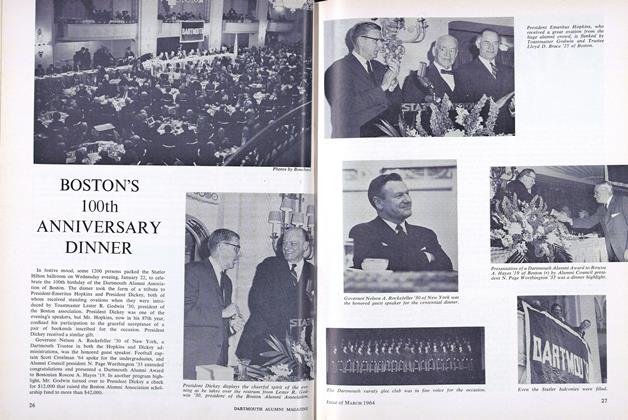 DARTMOUTH
Photos by
BOSTON'S
100th
ANNIVERSARY
DINNER
In festive mood, some 1200 persons packed the Statler
Hilton ballroom on Wednesday evening, January 22, to cele-
brate the 100th birthday of the Dartmouth Alumni Associa-
tion of Boston. The dinner took the form of a tribute to
President-Emeritus Hopkins and President Dickey, both of
whom received standing ovations when they were intro-
duced by Toastmaster Lester R. Godwin '30, president of
the Boston association. President Dickey was one of the
evening's speakers, but Mr. Hopkins, now in his 87th year,
confined his participation to the graceful acceptance of a
pair of bookends inscribed for the occasion. President
Dickey received a similar gift.
Governor Nelson A. Rockefeller '30 of New York, a
Dartmouth Trustee in both the Hopkins and Dickey ad-
ministrations, was the honored guest speaker. Football cap-
tain Scott Creelman '64 spoke for the undergraduates, and
Alumni Council president N. Page Worthington '33 extended
congratulations and presented a Dartmouth Alumni Award
to Bostonian Roscoe A. Hayes '19. In another program high-
light, Mr. Godwin turned over to President Dickey a check
for $12,000 that raised the Boston Alumni Association schol-
arship fund to more than $42,000.
26
STAT
President Dickey displays the cheerful spirit of the
ing as he takes over the rostrum from Lester R. God-
win '30, president of the Boston Alumni Association.
DARTMOUTH ALUMNI MAGAZINE
STAT
President Emeritus Hopkins, who
received a great ovation from the
huge alumni crowd, is flanked by
Toastmaster Godwin and Trustee
Lloyd D. Brace '25 of Boston.
Governor Nelson A. Rockefeller '30 of New York was
the honored guest speaker for the centennial dinner.
Presentation of a Dartmouth Alumni Award to Roscoe
A. Hayes '19 of Boston (r) by Alumni Council presi-
dent N. Page Worthington '33 was a dinner highlight.
The Dartmouth varsity glee club was in fine voice for the occasion.
DARTMOUT
Even the Statler balconies were filled.
Issue of MARCH 1964
27